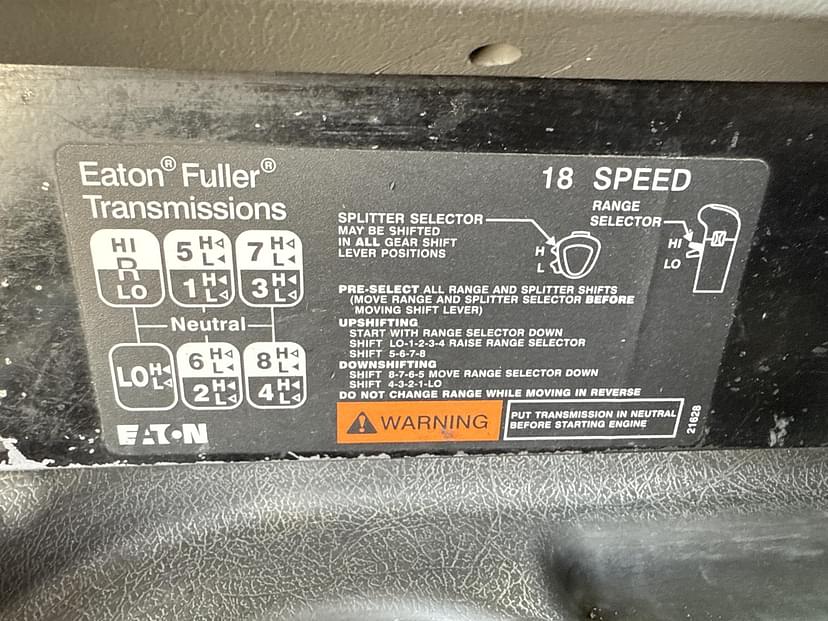 Eaton® Fuller®
Transmissions
18 SPEED
HI
R
LO
5 H
L
1 H
L
7 H
L
3 H
L
Neutral
LO H
L
6 H
L
2 H
L
8 H
L
4 H
L
EATON
SPLITTER SELECTOR
MAY BE SHIFTED
IN ALL GEAR SHIFT
LEVER POSITIONS
H
L
RANGE
SELECTOR
HI
LO
PRE-SELECT ALL RANGE AND SPLITTER SHIFTS
(MOVE RANGE AND SPLITTER SELECTOR BEFORE
MOVING SHIFT LEVER)
UPSHIFTING
START WITH RANGE SELECTOR DOWN
SHIFT LO-1-2-3-4 RAISE RANGE SELECTOR
SHIFT 5-6-7-8
DOWNSHIFTING
SHIFT 8-7-6-5 MOVE RANGE SELECTOR DOWN
SHIFT 4-3-2-1-LO
DO NOT CHANGE RANGE WHILE MOVING IN REVERSE
WARNING
PUT TRANSMISSION IN NEUTRAL
BEFORE STARTING ENGINE
21628